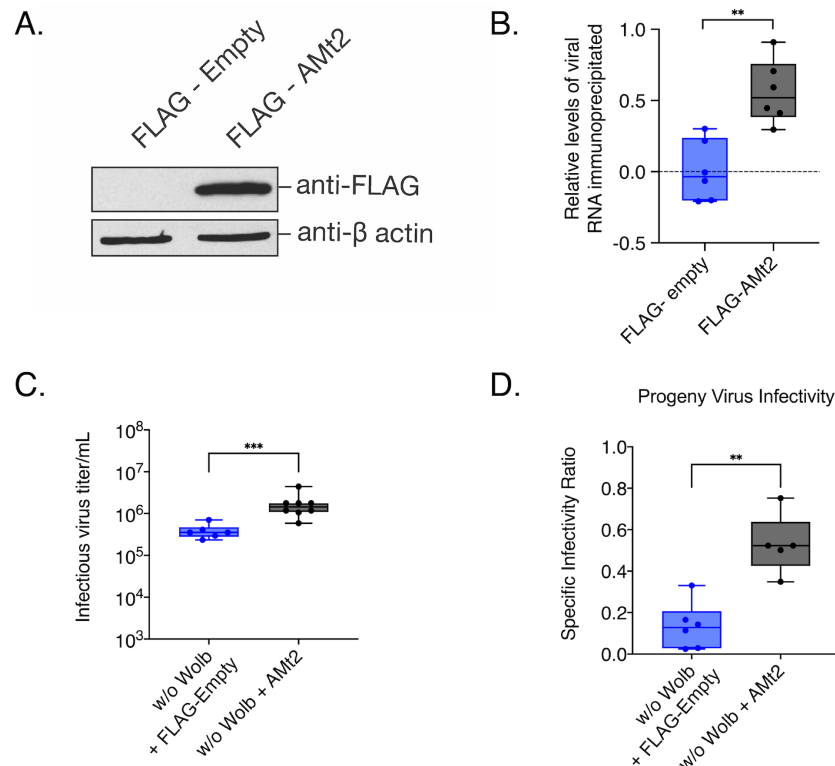 A.
FLAG - Empty
FLAG - AMt2
anti-FLAG
anti-β actin
B.
Relative levels of viral
RNA immunoprecipitated
1.0
0.5
0.0
-0.5
**
FLAG- empty
FLAG-AMt2
C.
Infectious virus titer/mL
10⁸
10⁷
10⁶
10⁵
10⁴
10³
***
w/o Wolb
+ FLAG-Empty
w/o Wolb + AMt2
D.
Progeny Virus Infectivity
Specific Infectivity Ratio
1.0
0.8
0.6
0.4
0.2
0.0
**
w/o Wolb
+ FLAG-Empty
w/o Wolb + AMt2